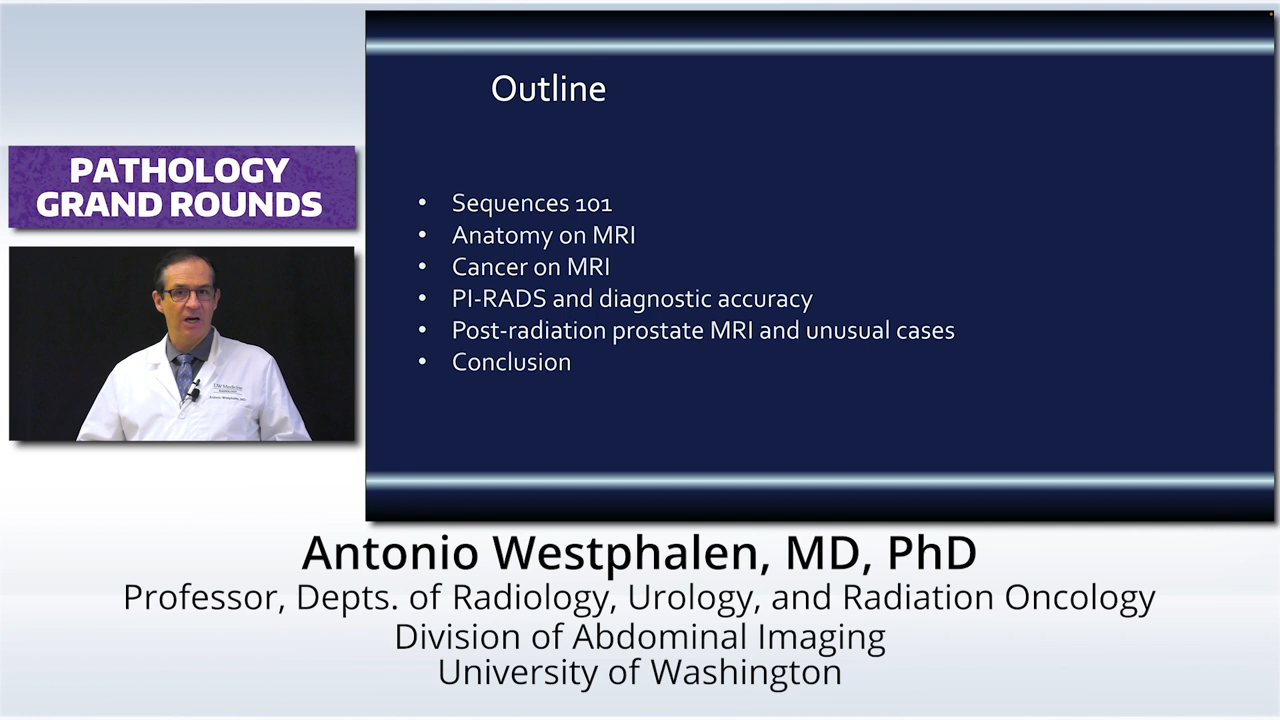 PATHOLOGY
GRAND ROUNDS
Outline
• Sequences 101
• Anatomy on MRI
• Cancer on MRI
• PI-RADS and diagnostic accuracy
• Post-radiation prostate MRI and unusual cases
• Conclusion
UW Medicine
Antonio Westphalen, MD, PhD
Professor, Depts. of Radiology, Urology, and Radiation Oncology
Division of Abdominal Imaging
University of Washington